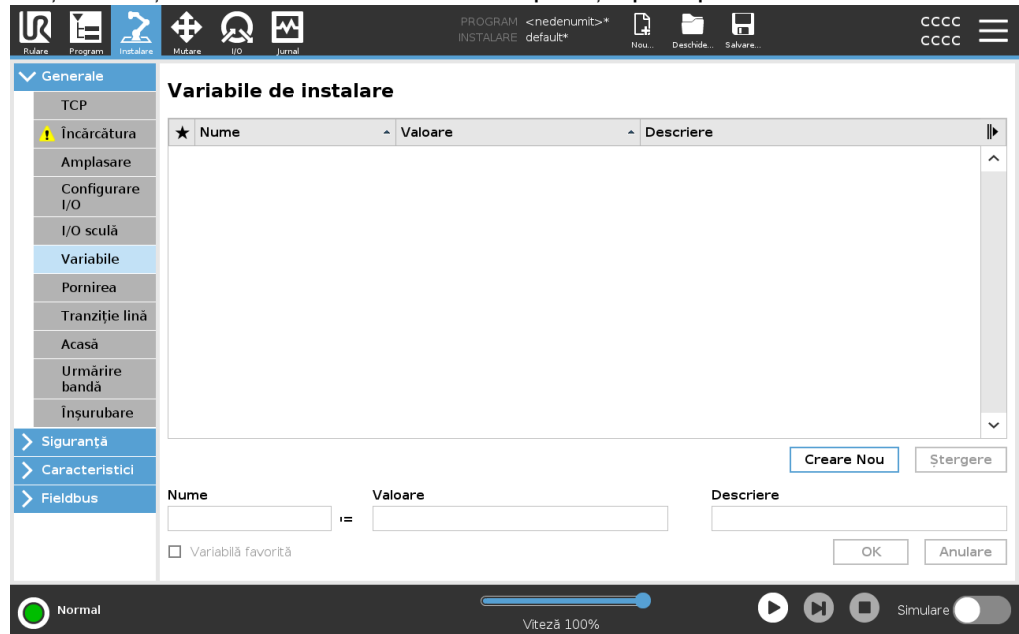 PROGRAM <nedenumit>*
INSTALARE default*
Rulare Program Instalare Mutare I/O Jurnal Nou... Deschide... Salvare...
CCCC
CCCC
Generale
TCP
Încărcătura
Amplasare
Configurare
I/O
I/O sculă
Variabile
Pornirea
Tranziție lină
Acasă
Urmărire
bandă
Înșurubare
Siguranță
Caracteristici
Fieldbus
Variabile de instalare
Nume Valoare Descriere
Creare Nou Ștergere
Nume Valoare Descriere
:=
Variabilă favorită
OK Anulare
Normal
Viteză 100%
Simulare